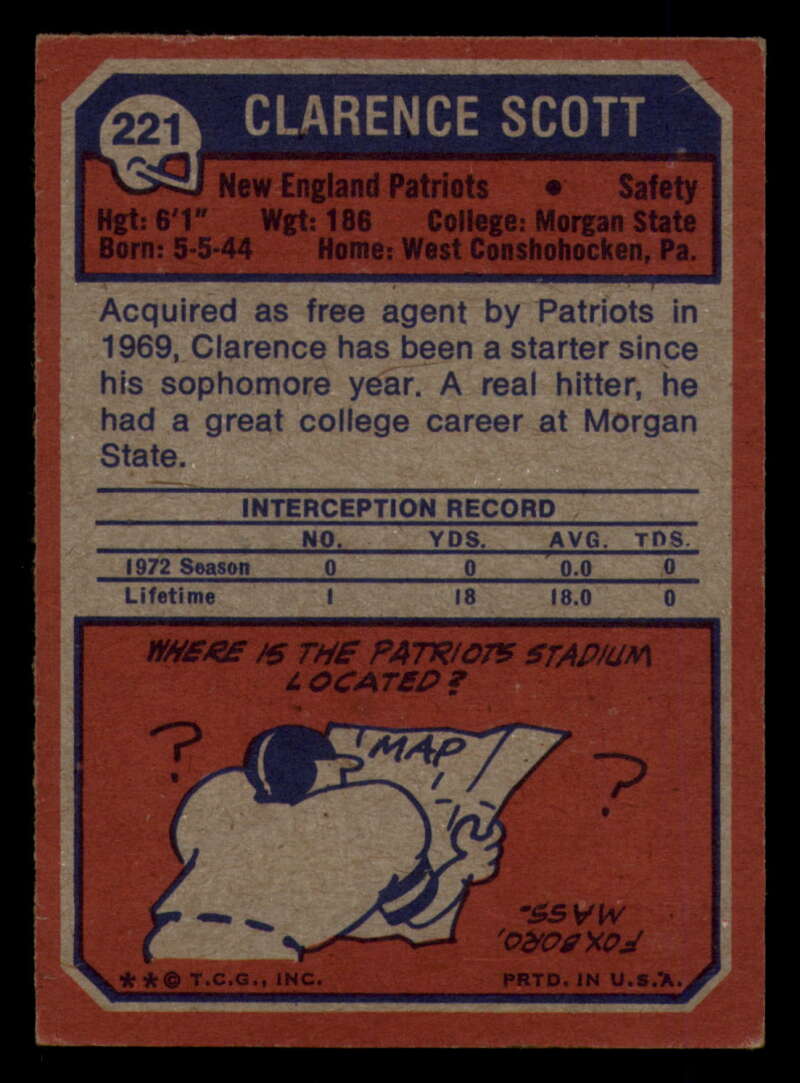 221
CLARENCE SCOTT
New England Patriots • Safety
Hgt: 6'1" Wgt: 186 College: Morgan State
Born: 5-5-44 Home: West Conshohocken, Pa.
Acquired as free agent by Patriots in
1969, Clarence has been a starter since
his sophomore year. A real hitter, he
had a great college career at Morgan
State.
INTERCEPTION RECORD
NO. YDS. AVG. TDS.
1972 Season 0 0 0.0 0
Lifetime 1 18 18.0 0
WHERE IS THE PATRIOTS STADIUM
LOCATED?
? MAP ?
FOXBORO,
MASS-
**© T.C.G., INC. PRTD. IN U.S.A.